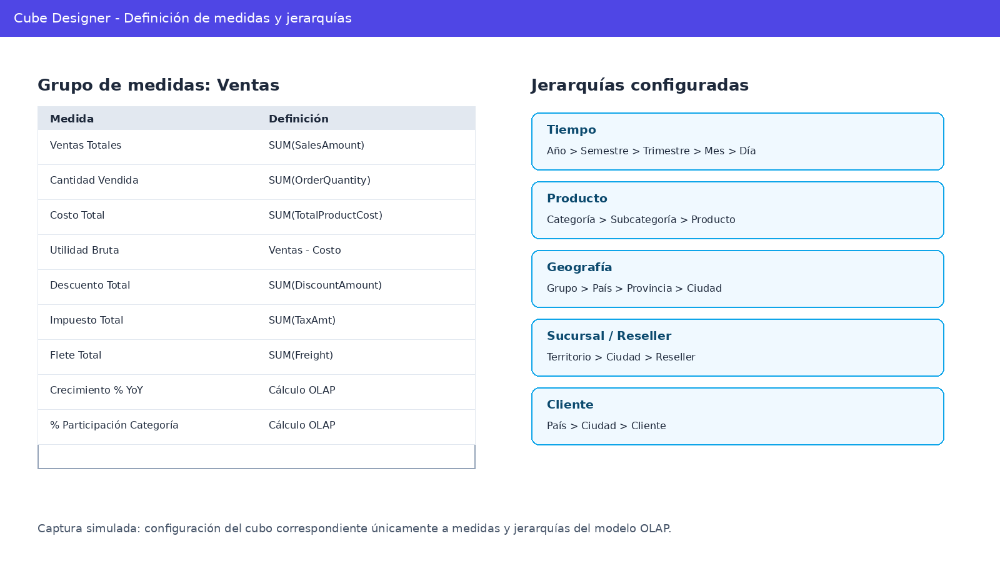 Cube Designer - Definición de medidas y jerarquías
Grupo de medidas: Ventas
Medida Definición
Ventas Totales SUM(SalesAmount)
Cantidad Vendida SUM(OrderQuantity)
Costo Total SUM(TotalProductCost)
Utilidad Bruta Ventas - Costo
Descuento Total SUM(DiscountAmount)
Impuesto Total SUM(TaxAmt)
Flete Total SUM(Freight)
Crecimiento % YoY Cálculo OLAP
% Participación Categoría Cálculo OLAP
Jerarquías configuradas
Tiempo
Año > Semestre > Trimestre > Mes > Día
Producto
Categoría > Subcategoría > Producto
Geografía
Grupo > País > Provincia > Ciudad
Sucursal / Reseller
Territorio > Ciudad > Reseller
Cliente
País > Ciudad > Cliente
Captura simulada: configuración del cubo correspondiente únicamente a medidas y jerarquías del modelo OLAP.